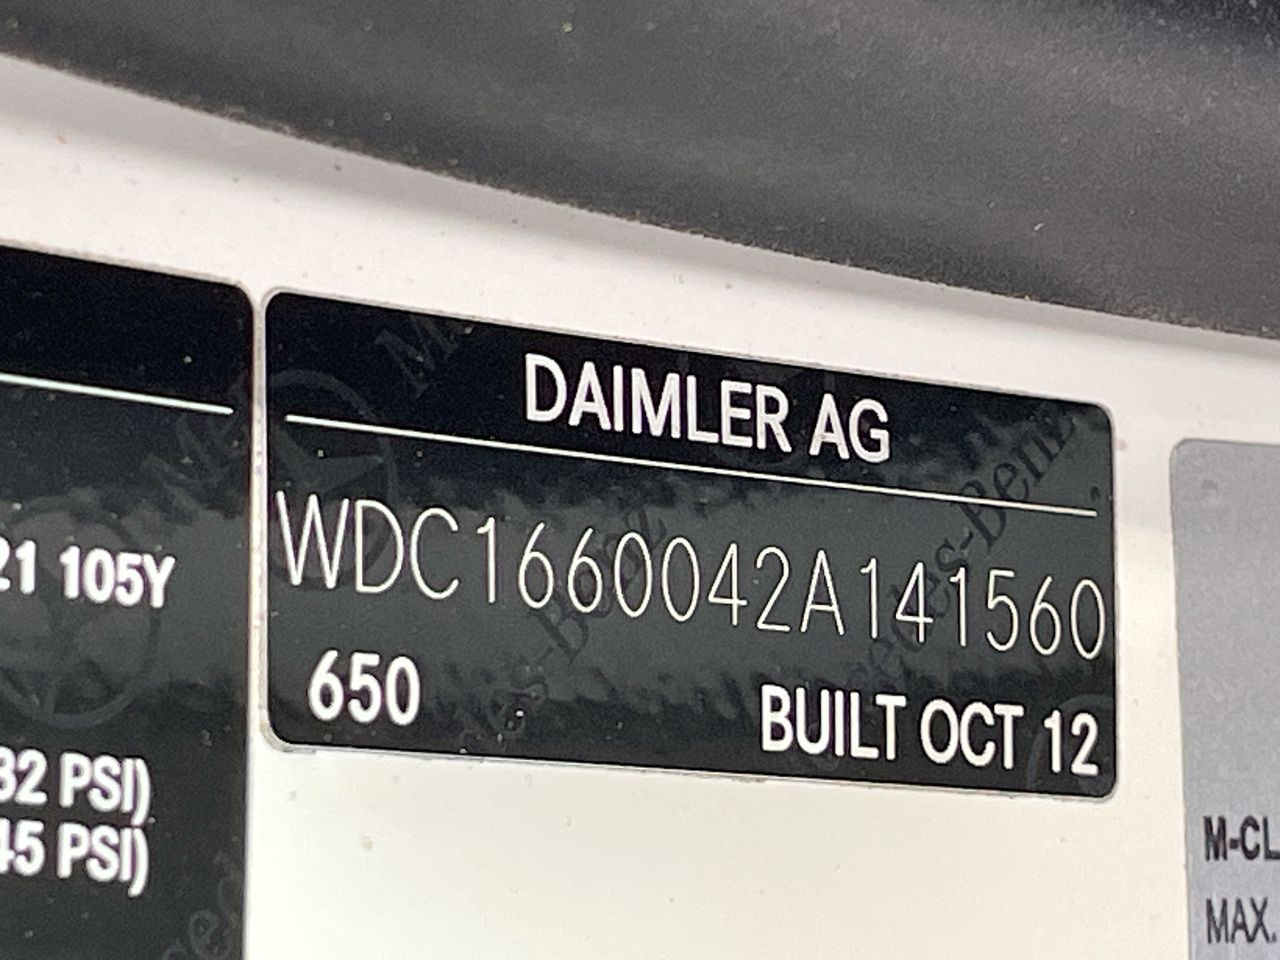 DAIMLER AG
WDC1660042A141560
650 BUILT OCT 12
21 105Y
32 PSI)
45 PSI)
M-CL
MAX.